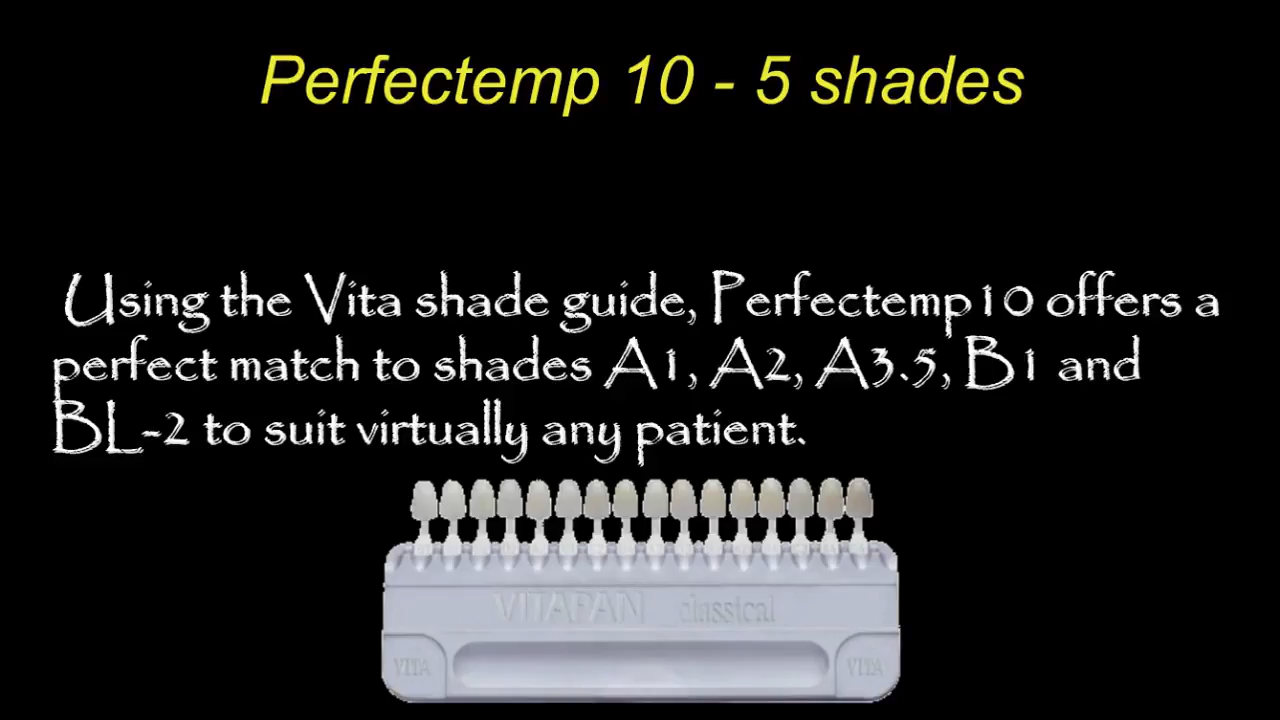 Perfectemp 10 - 5 shades
Using the Vita shade guide, Perfectemp10 offers a
perfect match to shades A1, A2, A3.5, B1 and
BL-2 to suit virtually any patient.
VITAPAN classical
VITA VITA